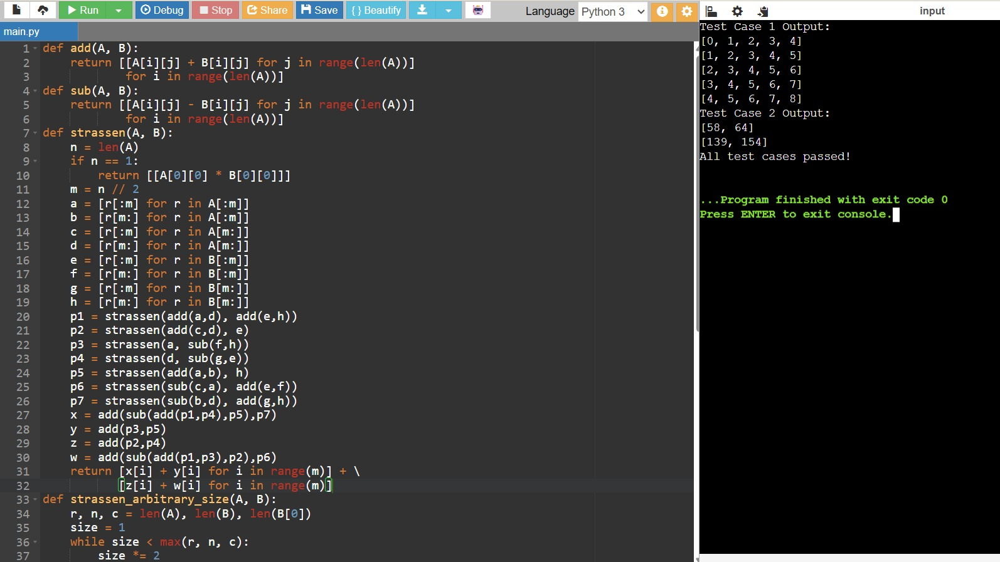 Run Debug Stop Share Save { } Beautify Language Python 3 input
main.py
1 def add(A, B):
2     return [[A[i][j] + B[i][j] for j in range(len(A))]
3             for i in range(len(A))]
4 def sub(A, B):
5     return [[A[i][j] - B[i][j] for j in range(len(A))]
6             for i in range(len(A))]
7 def strassen(A, B):
8     n = len(A)
9     if n == 1:
10         return [[A[0][0] * B[0][0]]]
11     m = n // 2
12     a = [r[:m] for r in A[:m]]
13     b = [r[m:] for r in A[:m]]
14     c = [r[:m] for r in A[m:]]
15     d = [r[m:] for r in A[m:]]
16     e = [r[:m] for r in B[:m]]
17     f = [r[m:] for r in B[:m]]
18     g = [r[:m] for r in B[m:]]
19     h = [r[m:] for r in B[m:]]
20     p1 = strassen(add(a,d), add(e,h))
21     p2 = strassen(add(c,d), e)
22     p3 = strassen(a, sub(f,h))
23     p4 = strassen(d, sub(g,e))
24     p5 = strassen(add(a,b), h)
25     p6 = strassen(sub(c,a), add(e,f))
26     p7 = strassen(sub(b,d), add(g,h))
27     x = add(sub(add(p1,p4),p5),p7)
28     y = add(p3,p5)
29     z = add(p2,p4)
30     w = add(sub(add(p1,p3),p2),p6)
31     return [x[i] + y[i] for i in range(m)] + \
32            [z[i] + w[i] for i in range(m)]
33 def strassen_arbitrary_size(A, B):
34     r, n, c = len(A), len(B), len(B[0])
35     size = 1
36     while size < max(r, n, c):
37         size *= 2
Test Case 1 Output:
[0, 1, 2, 3, 4]
[1, 2, 3, 4, 5]
[2, 3, 4, 5, 6]
[3, 4, 5, 6, 7]
[4, 5, 6, 7, 8]
Test Case 2 Output:
[58, 64]
[139, 154]
All test cases passed!
...Program finished with exit code 0
Press ENTER to exit console.